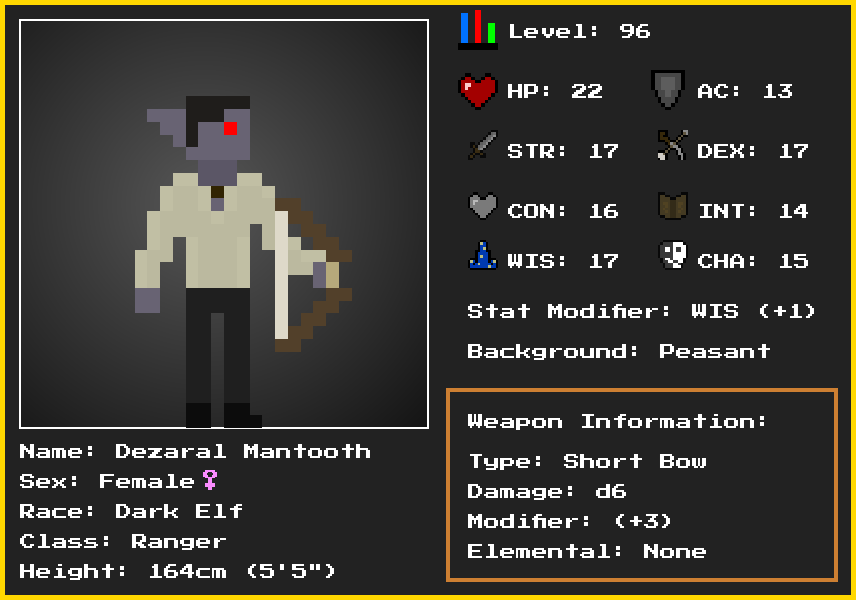 Level: 96
HP: 22
AC: 13
STR: 17
DEX: 17
CON: 16
INT: 14
WIS: 17
CHA: 15
Stat Modifier: WIS (+1)
Background: Peasant
Weapon Information:
Type: Short Bow
Damage: d6
Modifier: (+3)
Elemental: None
Name: Dezaral Mantooth
Sex: Female♀
Race: Dark Elf
Class: Ranger
Height: 164cm (5'5")